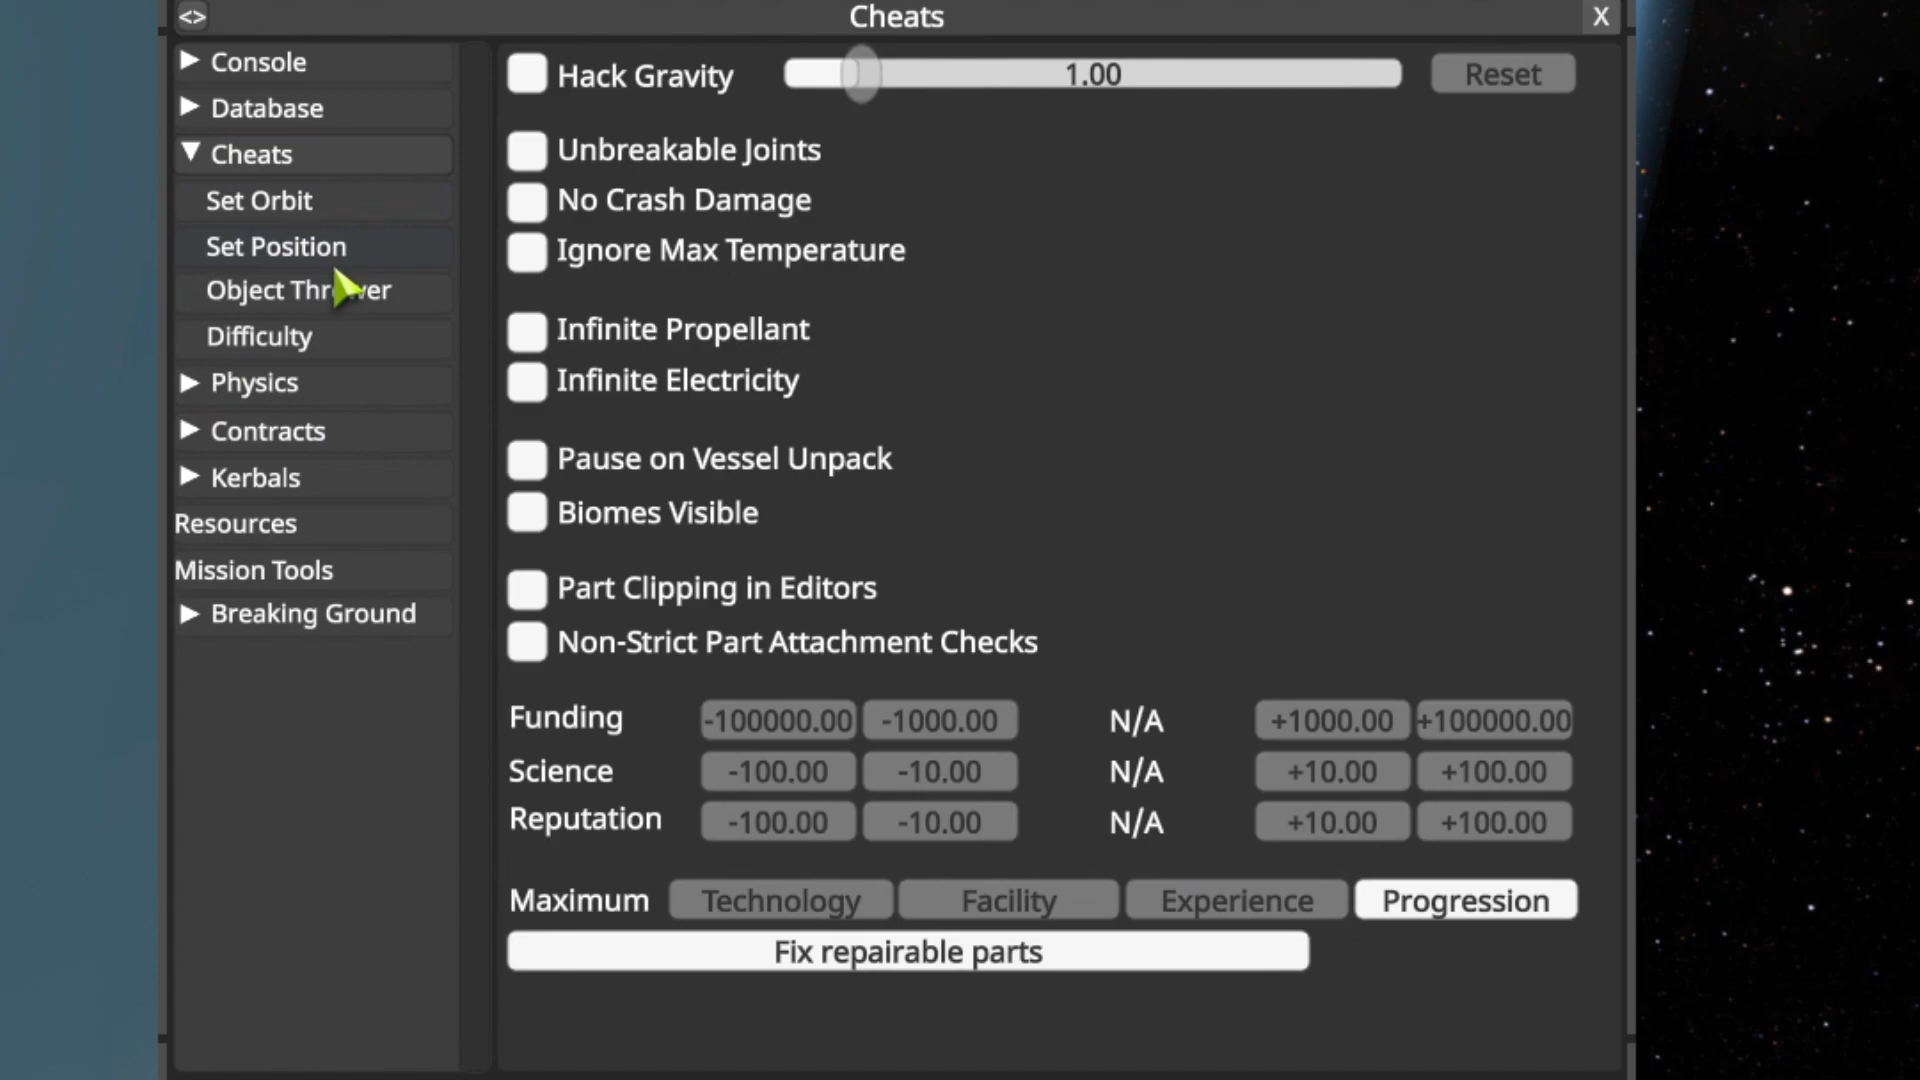 <> Cheats X
Console
Database
Cheats
Set Orbit
Set Position
Object Thrower
Difficulty
Physics
Contracts
Kerbals
Resources
Mission Tools
Breaking Ground
Hack Gravity 1.00 Reset
Unbreakable Joints
No Crash Damage
Ignore Max Temperature
Infinite Propellant
Infinite Electricity
Pause on Vessel Unpack
Biomes Visible
Part Clipping in Editors
Non-Strict Part Attachment Checks
Funding -100000.00 -1000.00 N/A +1000.00 +100000.00
Science -100.00 -10.00 N/A +10.00 +100.00
Reputation -100.00 -10.00 N/A +10.00 +100.00
Maximum Technology Facility Experience Progression
Fix repairable parts